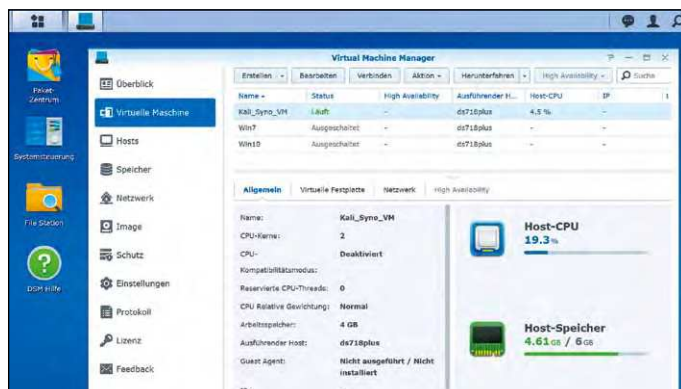 Virtual Machine Manager
Paket-
Zentrum
Systemsteuerung
File Station
DSM Hilfe
Überblick
Virtuelle Maschine
Hosts
Speicher
Netzwerk
Image
Schutz
Einstellungen
Protokoll
Lizenz
Feedback
Erstellen Bearbeiten Verbinden Aktion Herunterfahren High Availability Suche
Name Status High Availability Ausführender H... Host-CPU IP
Kali_Syno_VM Läuft - ds718plus 4.5 % -
Win7 Ausgeschaltet - ds718plus - -
Win10 Ausgeschaltet - ds718plus - -
Allgemein Virtuelle Festplatte Netzwerk High Availability
Name: Kali_Syno_VM
CPU-Kerne: 2
CPU- Deaktiviert
Kompatibilitätsmodus:
Reservierte CPU-Threads: 0
CPU Relative Gewichtung: Normal
Arbeitsspeicher: 4 GB
Ausführender Host: ds718plus
Guest Agent: Nicht ausgeführt / Nicht
installiert
Host-CPU
19.3%
Host-Speicher
4.61GB / 6GB